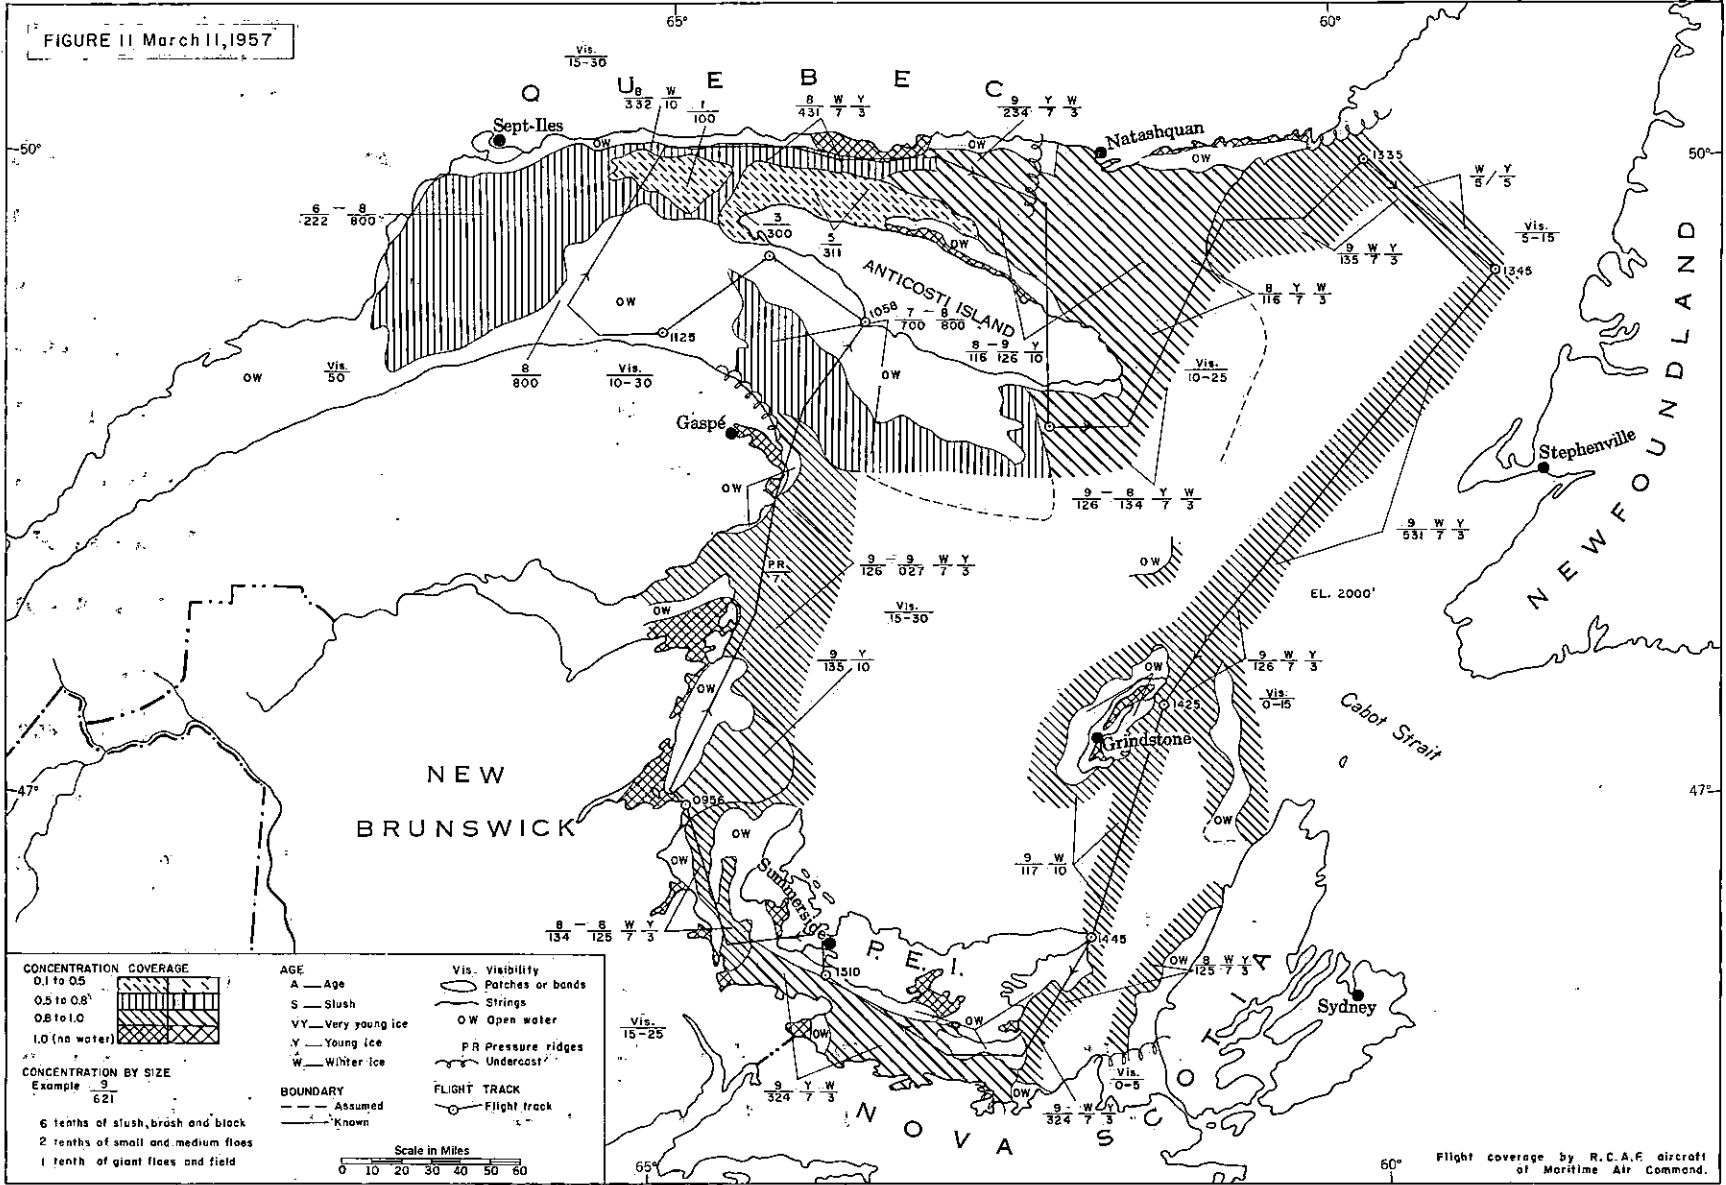 FIGURE 11 March 11, 1957
65°
60°
Vis.
15-30
Q U E B E C
8 W
332 10
1
100
8 W Y
431 7 3
9 Y W
234 7 3
Sept-Iles
Natashquan
50°
50°
OW
OW
OW
1335
W Y
5 / 5
6 - 8
222 800
3
300
5
311
OW
Vis.
5-15
9 W Y
135 7 3
1345
ANTICOSTI ISLAND
OW
1058
7 - 8
700 800
8 Y W
116 7 3
1125
8 - 9 Y
116 126 10
OW
Vis.
50
8
800
Vis.
10-30
OW
Vis.
10-25
Gaspé
Stephenville
NEWFOUNDLAND
OW
9 - 8 Y W
126 134 7 3
9 W Y
531 7 3
PR
7
9 - 9 W Y
126 027 7 3
OW
EL. 2000'
Vis.
15-30
OW
9 Y
135 10
9 W Y
126 7 3
OW
OW
Vis.
0-15
1425
Cabot Strait
Grindstone
47°
47°
NEW
BRUNSWICK
0956
OW
OW
OW
9 W
117 10
Summerside
8 - 8 W Y
134 125 7 3
1445
P. E. I.
OW
8 W Y
125 7 3
1510
Sydney
OW
OW
Vis.
15-25
Vis.
0-5
OW
9 Y W
324 7 3
9 W Y
324 7 3
NOVA SCOTIA
CONCENTRATION COVERAGE
0.1 to 0.5
0.5 to 0.8
0.8 to 1.0
1.0 (no water)
CONCENTRATION BY SIZE
Example 9
621
6 tenths of slush, brash and block
2 tenths of small and medium floes
1 tenth of giant floes and field
AGE
A — Age
S — Slush
VY — Very young ice
Y — Young ice
W — Winter ice
BOUNDARY
Assumed
Known
Vis. Visibility
Patches or bands
Strings
OW Open water
PR Pressure ridges
Undercast
FLIGHT TRACK
Flight track
Scale in Miles
0 10 20 30 40 50 60
65°
60°
Flight coverage by R.C.A.F. aircraft
of Maritime Air Command.